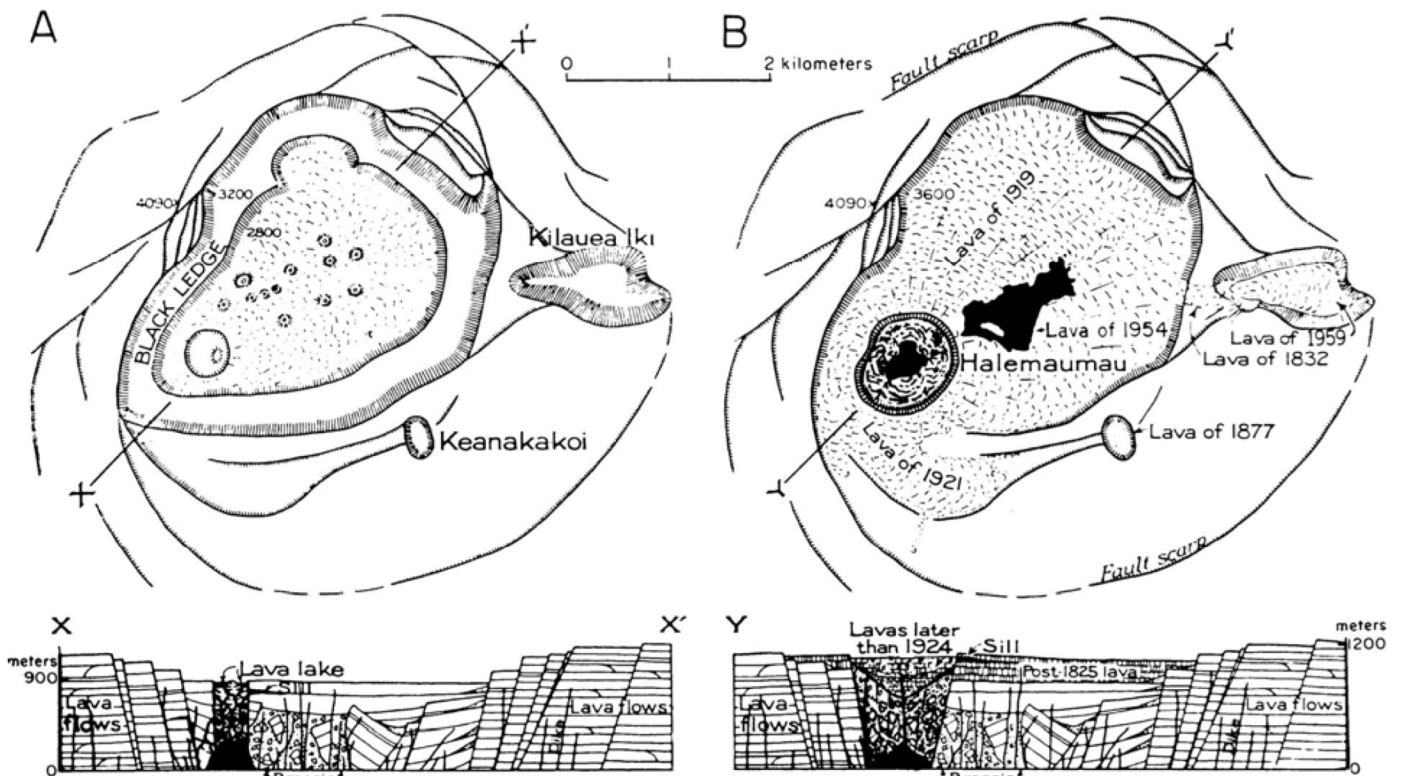 A
X'
0 1 2 kilometers
B
Y'
Fault scarp
4090
3200
2800
BLACK LEDGE
Kilauea Iki
Keanakakoi
X
4090
3600
Lava of 1919
Lava of 1954
Halemaumau
Lava of 1959
Lava of 1832
Lava of 1877
Lava of 1921
Y
Fault scarp
X
X'
meters
900
0
Lava
flows
Lava lake
Sill
Dike
Lava flows
Y
meters
1200
0
Lava
flows
Lavas later
than 1924
Sill
Post-1825 lava
Dike
Lava flows